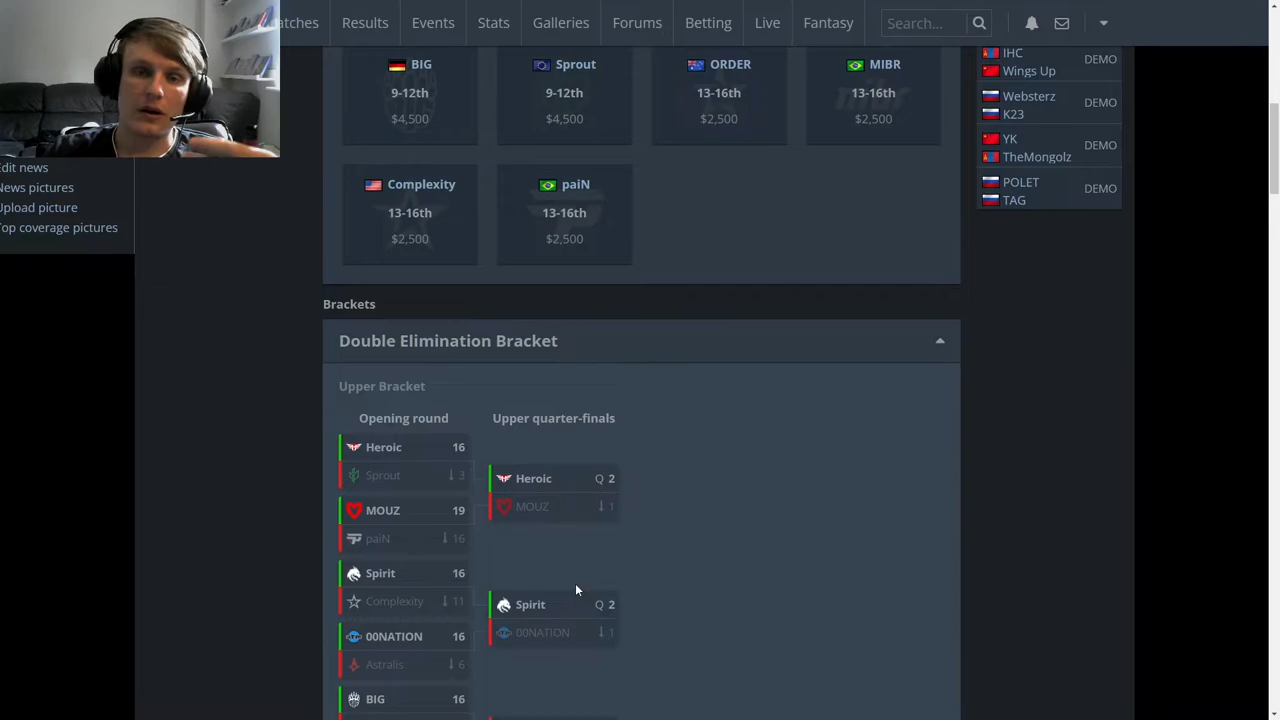 atches Results Events Stats Galleries Forums Betting Live Fantasy Search...
BIG Sprout ORDER MIBR
9-12th 9-12th 13-16th 13-16th
$4,500 $4,500 $2,500 $2,500
Complexity paiN
13-16th 13-16th
$2,500 $2,500
Edit news
News pictures
Upload picture
Top coverage pictures
IHC
Wings Up
DEMO
Websterz
K23
DEMO
YK
TheMongolz
DEMO
POLET
TAG
DEMO
Brackets
Double Elimination Bracket
Upper Bracket
Opening round
Heroic 16
Sprout 3
MOUZ 19
paiN 16
Spirit 16
Complexity 11
00NATION 16
Astralis 6
BIG 16
Upper quarter-finals
Heroic Q 2
MOUZ 1
Spirit Q 2
00NATION 1